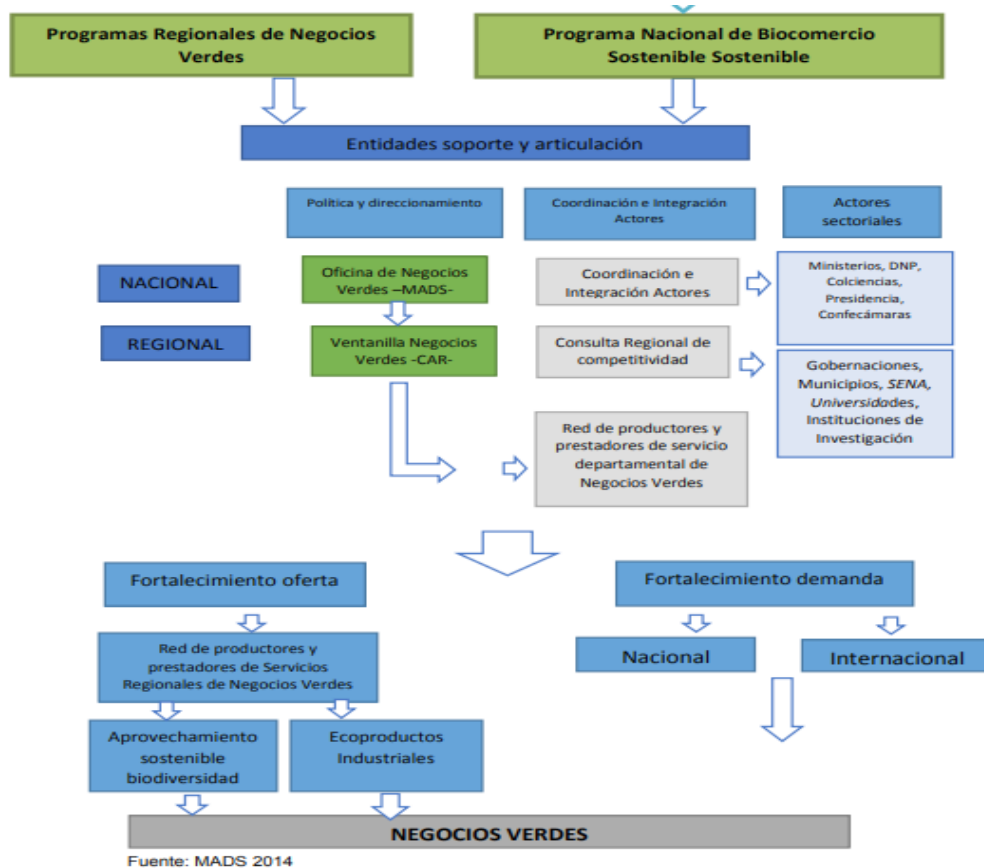 Programas Regionales de Negocios
Verdes
Programa Nacional de Biocomercio
Sostenible Sostenible
Entidades soporte y articulación
Política y direccionamiento
Coordinación e Integración
Actores
Actores
sectoriales
NACIONAL
Oficina de Negocios
Verdes –MADS-
Coordinación e
Integración Actores
Ministerios, DNP,
Colciencias,
Presidencia,
Confecámaras
REGIONAL
Ventanilla Negocios
Verdes -CAR-
Consulta Regional de
competitividad
Gobernaciones,
Municipios, SENA,
Universidades,
Instituciones de
Investigación
Red de productores y
prestadores de servicio
departamental de
Negocios Verdes
Fortalecimiento oferta
Fortalecimiento demanda
Red de productores y
prestadores de Servicios
Regionales de Negocios Verdes
Nacional
Internacional
Aprovechamiento
sostenible
biodiversidad
Ecoproductos
Industriales
NEGOCIOS VERDES
Fuente: MADS 2014